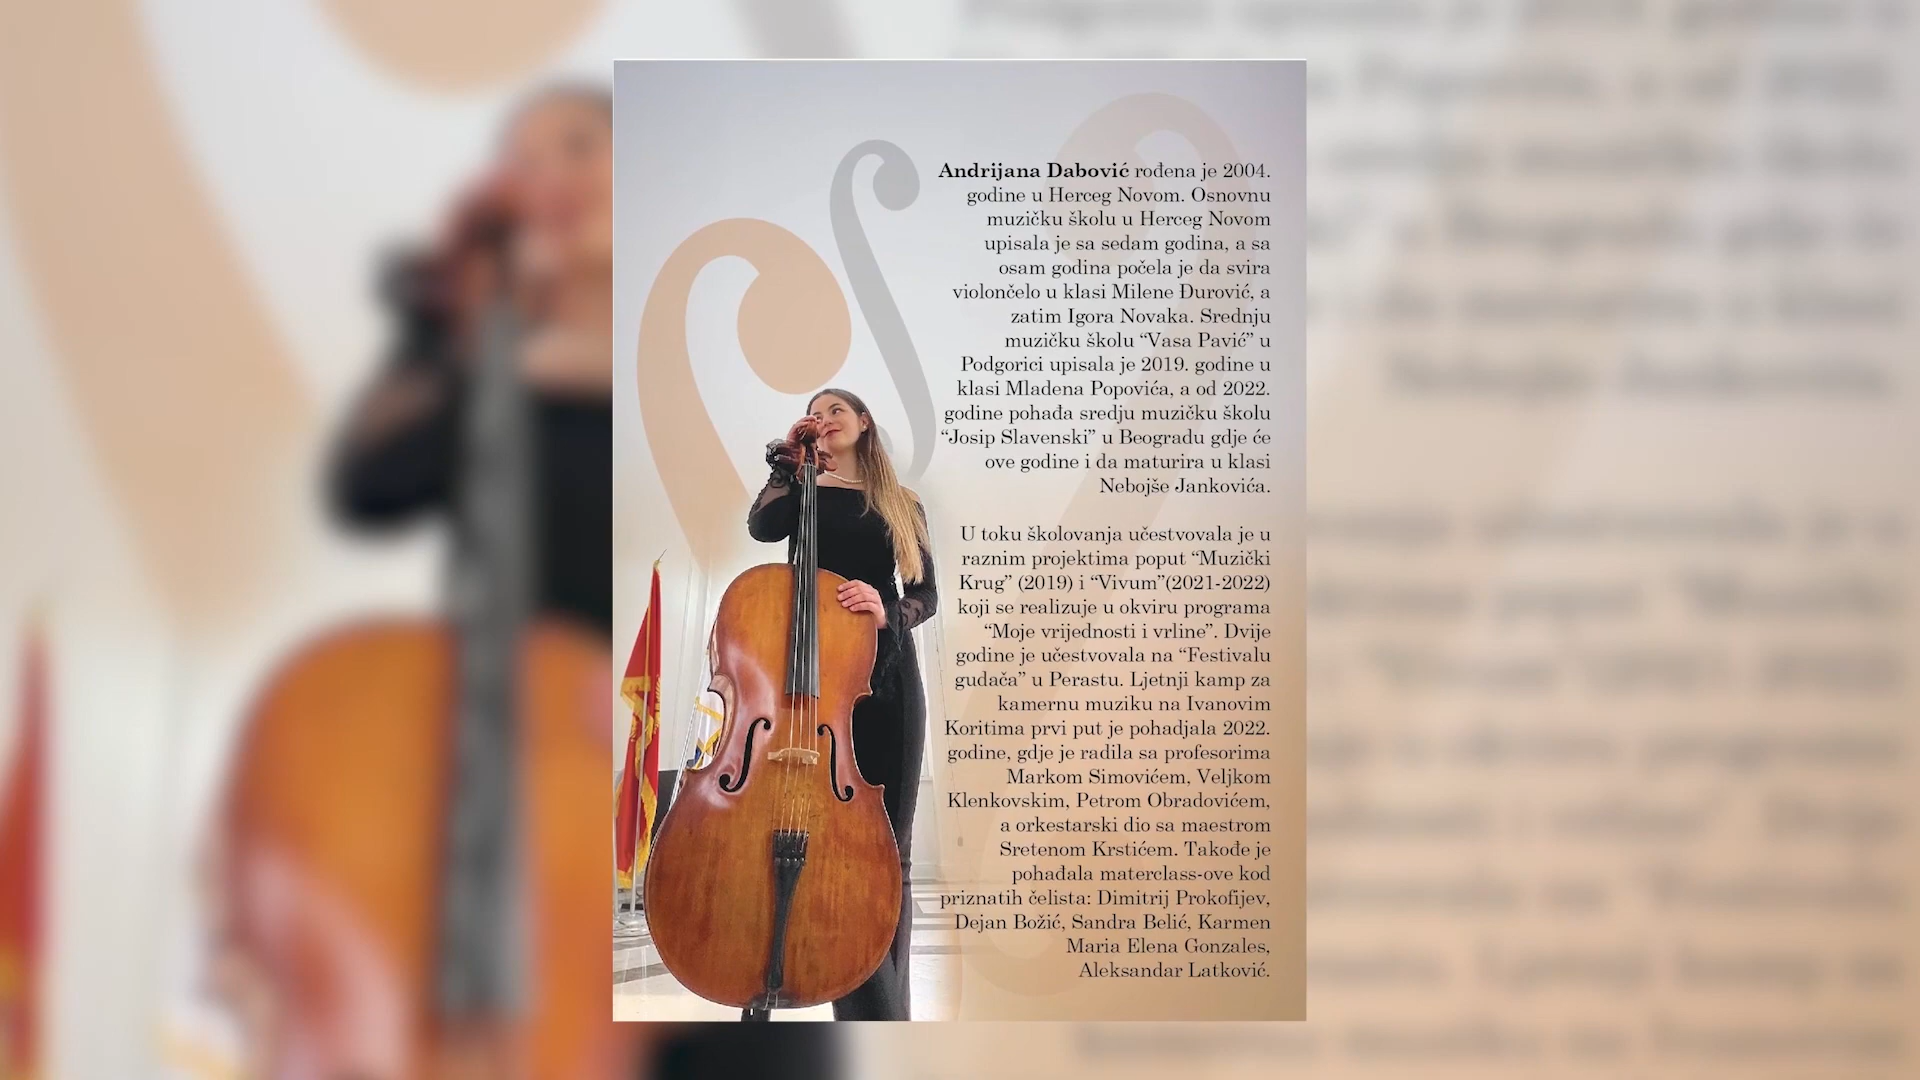 Andrijana Dabović rođena je 2004.
godine u Herceg Novom. Osnovnu
muzičku školu u Herceg Novom
upisala je sa sedam godina, a sa
osam godina počela je da svira
violončelo u klasi Milene Đurović, a
zatim Igora Novaka. Srednju
muzičku školu “Vasa Pavić” u
Podgorici upisala je 2019. godine u
klasi Mladena Popovića, a od 2022.
godine pohađa sredju muzičku školu
“Josip Slavenski” u Beogradu gdje će
ove godine i da maturira u klasi
Nebojše Jankovića.
U toku školovanja učestvovala je u
raznim projektima poput “Muzički
Krug” (2019) i “Vivum”(2021-2022)
koji se realizuje u okviru programa
“Moje vrijednosti i vrline”. Dvije
godine je učestvovala na “Festivalu
gudača” u Perastu. Ljetnji kamp za
kamernu muziku na Ivanovim
Koritima prvi put je pohadjala 2022.
godine, gdje je radila sa profesorima
Markom Simovićem, Veljkom
Klenkovskim, Petrom Obradovićem,
a orkestarski dio sa maestrom
Sretenom Krstićem. Takođe je
pohađala materclass-ove kod
priznatih čelista: Dimitrij Prokofijev,
Dejan Božić, Sandra Belić, Karmen
Maria Elena Gonzales,
Aleksandar Latković.